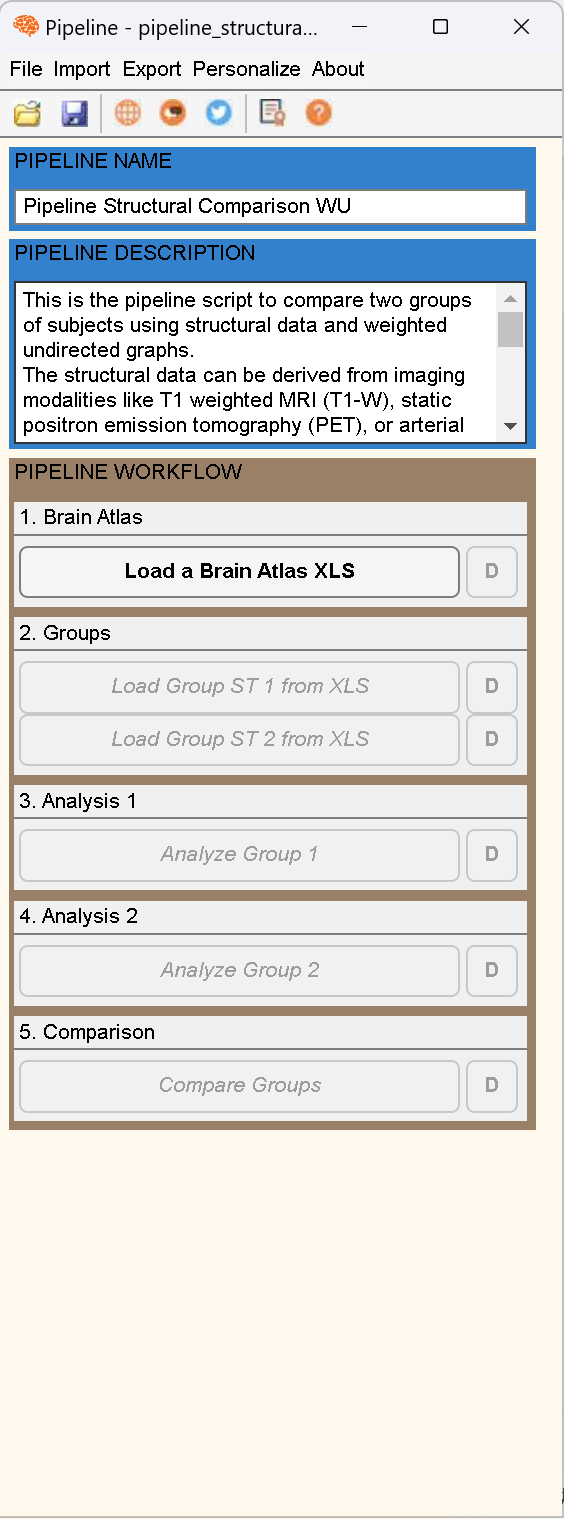 Pipeline - pipeline_structura...
File Import Export Personalize About
PIPELINE NAME
Pipeline Structural Comparison WU
PIPELINE DESCRIPTION
This is the pipeline script to compare two groups
of subjects using structural data and weighted
undirected graphs.
The structural data can be derived from imaging
modalities like T1 weighted MRI (T1-W), static
positron emission tomography (PET), or arterial
PIPELINE WORKFLOW
1. Brain Atlas
Load a Brain Atlas XLS D
2. Groups
Load Group ST 1 from XLS D
Load Group ST 2 from XLS D
3. Analysis 1
Analyze Group 1 D
4. Analysis 2
Analyze Group 2 D
5. Comparison
Compare Groups D